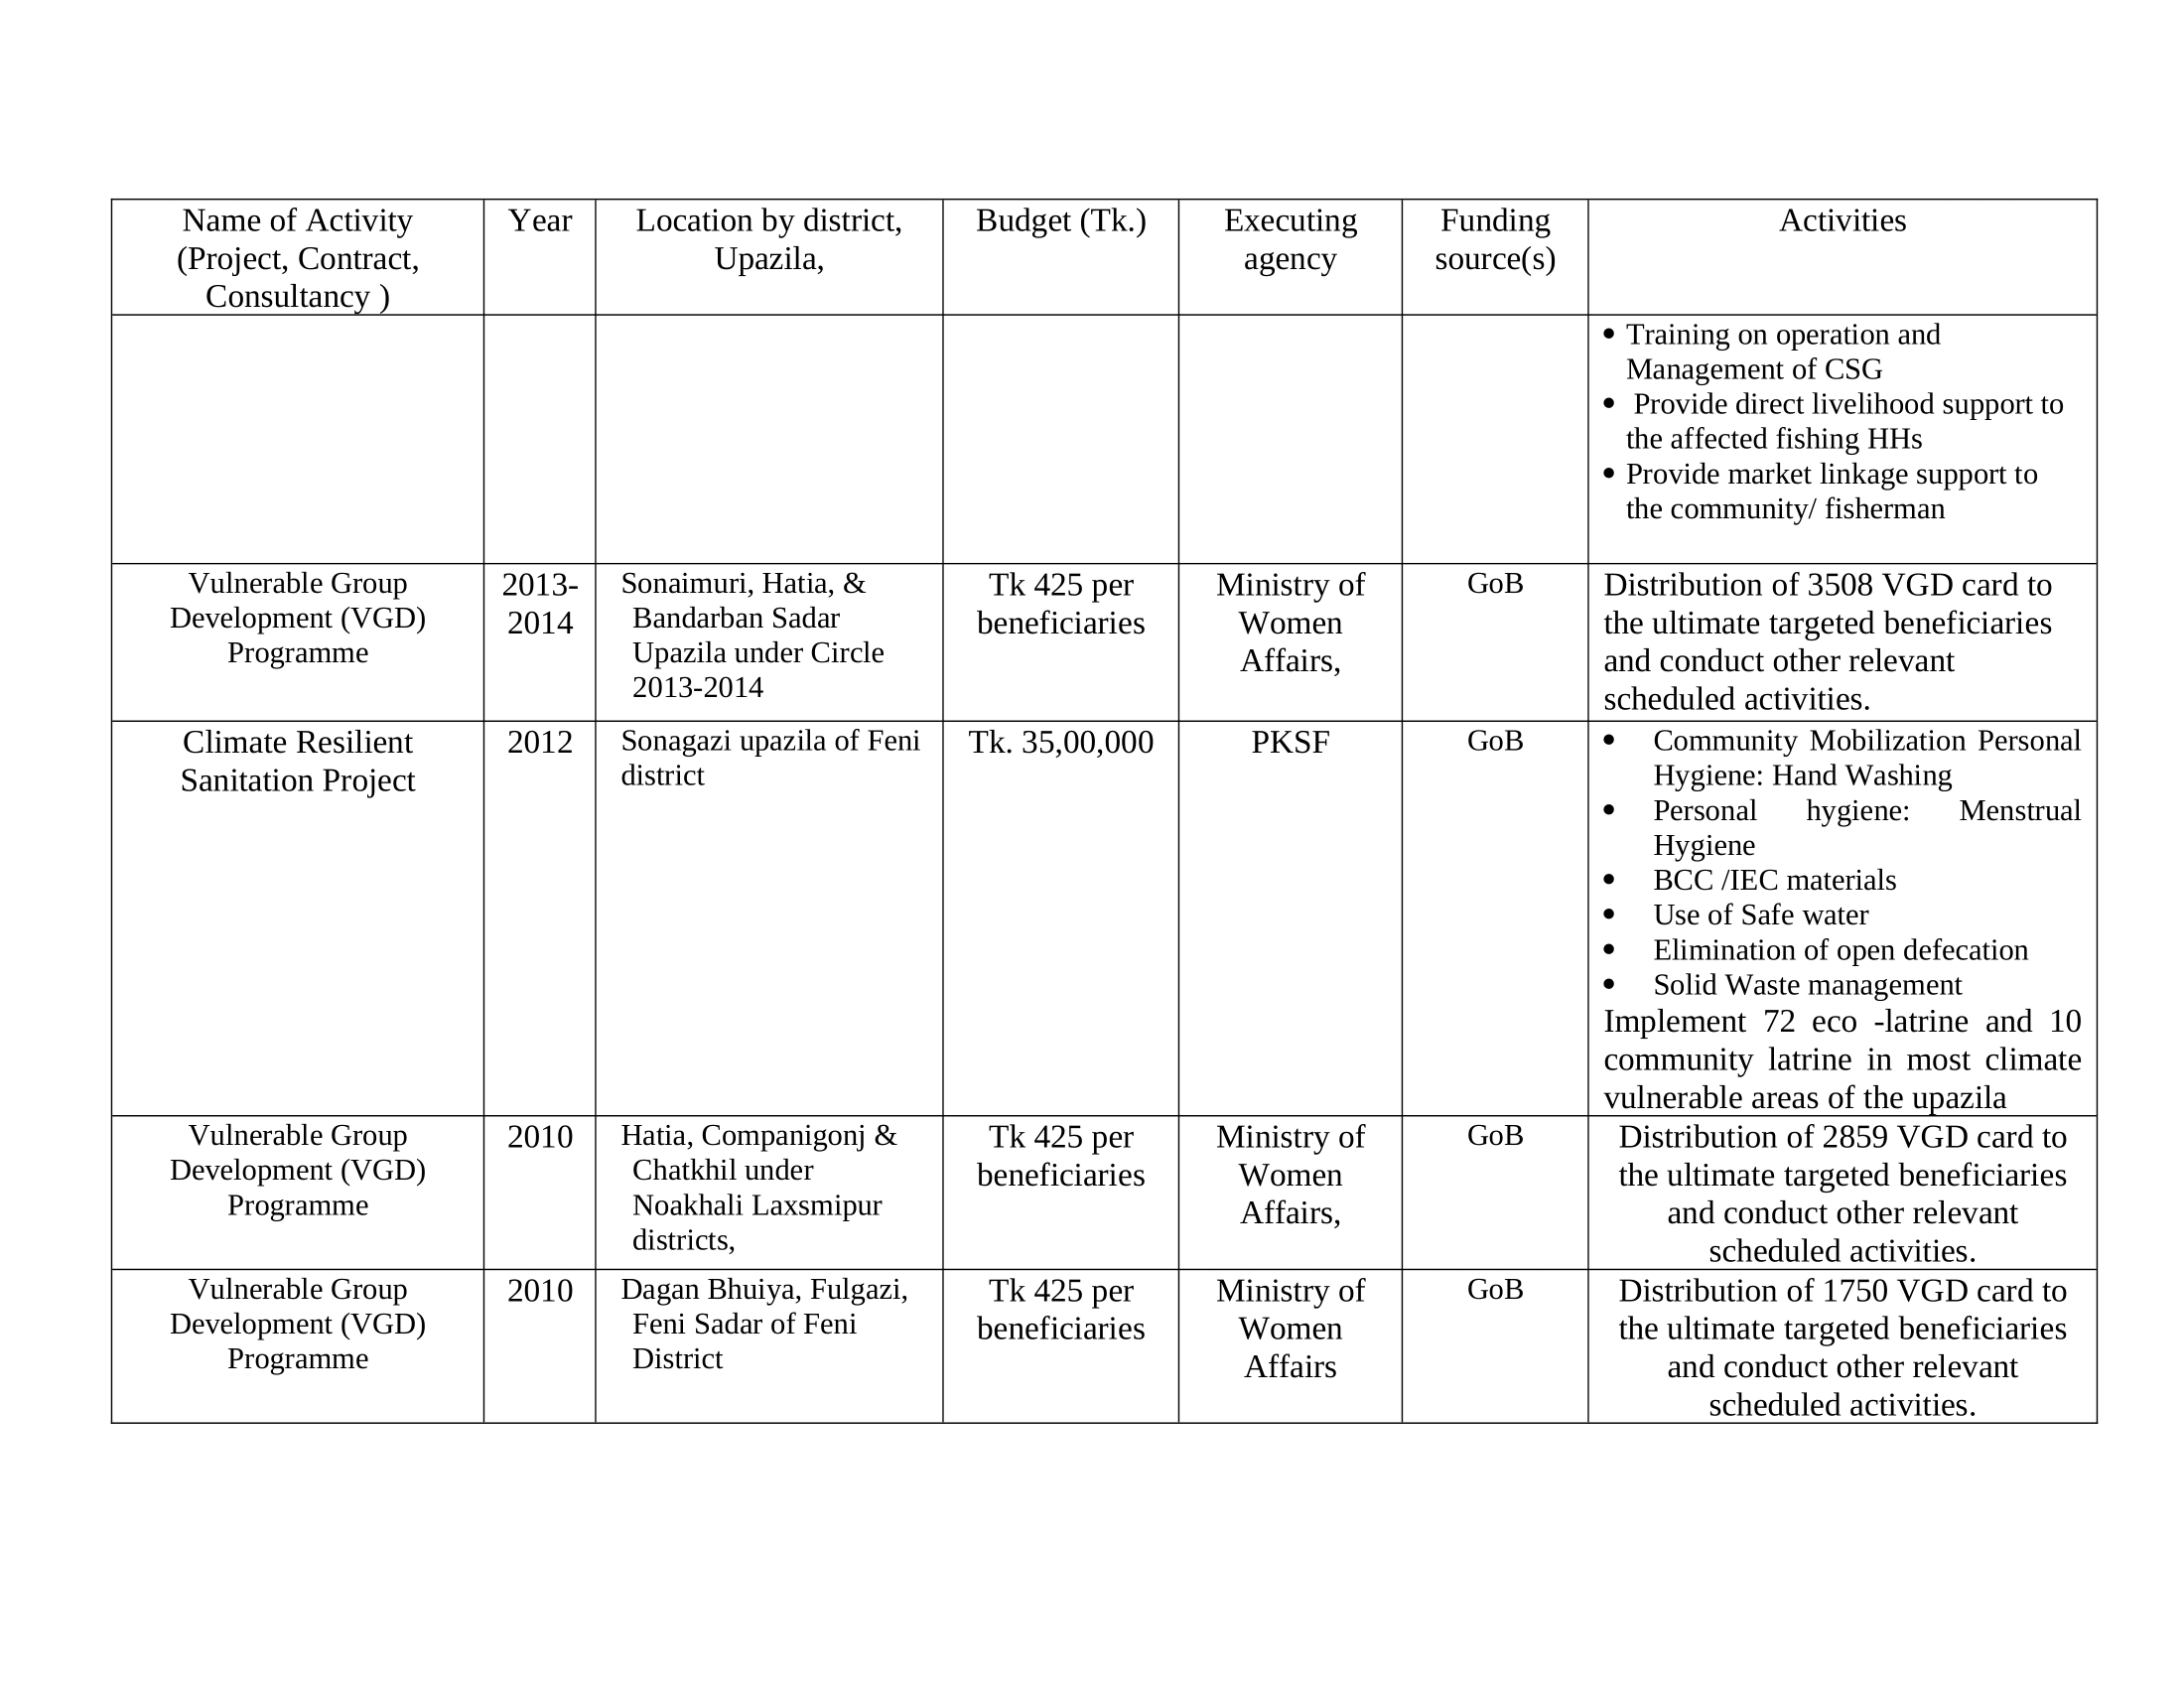 Name of Activity
(Project, Contract,
Consultancy )
Year
Location by district,
Upazila,
Budget (Tk.)
Executing
agency
Funding
source(s)
Activities
• Training on operation and
Management of CSG
• Provide direct livelihood support to
the affected fishing HHs
• Provide market linkage support to
the community/ fisherman
Vulnerable Group
Development (VGD)
Programme
2013-
2014
Sonaimuri, Hatia, &
Bandarban Sadar
Upazila under Circle
2013-2014
Tk 425 per
beneficiaries
Ministry of
Women
Affairs,
GoB
Distribution of 3508 VGD card to
the ultimate targeted beneficiaries
and conduct other relevant
scheduled activities.
Climate Resilient
Sanitation Project
2012
Sonagazi upazila of Feni
district
Tk. 35,00,000
PKSF
GoB
• Community Mobilization Personal
Hygiene: Hand Washing
• Personal hygiene: Menstrual
Hygiene
• BCC /IEC materials
• Use of Safe water
• Elimination of open defecation
• Solid Waste management
Implement 72 eco -latrine and 10
community latrine in most climate
vulnerable areas of the upazila
Vulnerable Group
Development (VGD)
Programme
2010
Hatia, Companigonj &
Chatkhil under
Noakhali Laxsmipur
districts,
Tk 425 per
beneficiaries
Ministry of
Women
Affairs,
GoB
Distribution of 2859 VGD card to
the ultimate targeted beneficiaries
and conduct other relevant
scheduled activities.
Vulnerable Group
Development (VGD)
Programme
2010
Dagan Bhuiya, Fulgazi,
Feni Sadar of Feni
District
Tk 425 per
beneficiaries
Ministry of
Women
Affairs
GoB
Distribution of 1750 VGD card to
the ultimate targeted beneficiaries
and conduct other relevant
scheduled activities.